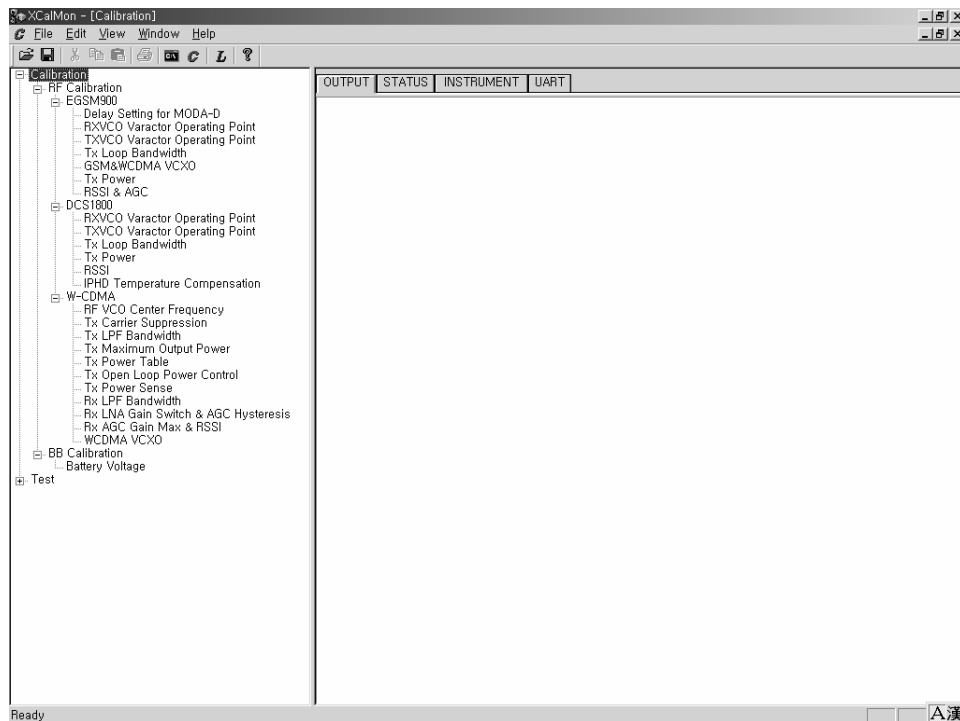 XCalMon - [Calibration]
C File Edit View Window Help
C L ?
Calibration
RF Calibration
EGSM900
Delay Setting for MODA-D
RXVCO Varactor Operating Point
TXVCO Varactor Operating Point
Tx Loop Bandwidth
GSM&WCDMA VCXO
Tx Power
RSSI & AGC
DCS1800
RXVCO Varactor Operating Point
TXVCO Varactor Operating Point
Tx Loop Bandwidth
Tx Power
RSSI
IPHD Temperature Compensation
W-CDMA
RF VCO Center Frequency
Tx Carrier Suppression
Tx LPF Bandwidth
Tx Maximum Output Power
Tx Power Table
Tx Open Loop Power Control
Tx Power Sense
Rx LPF Bandwidth
Rx LNA Gain Switch & AGC Hysteresis
Rx AGC Gain Max & RSSI
WCDMA VCXO
BB Calibration
Battery Voltage
Test
OUTPUT STATUS INSTRUMENT UART
Ready
A漢